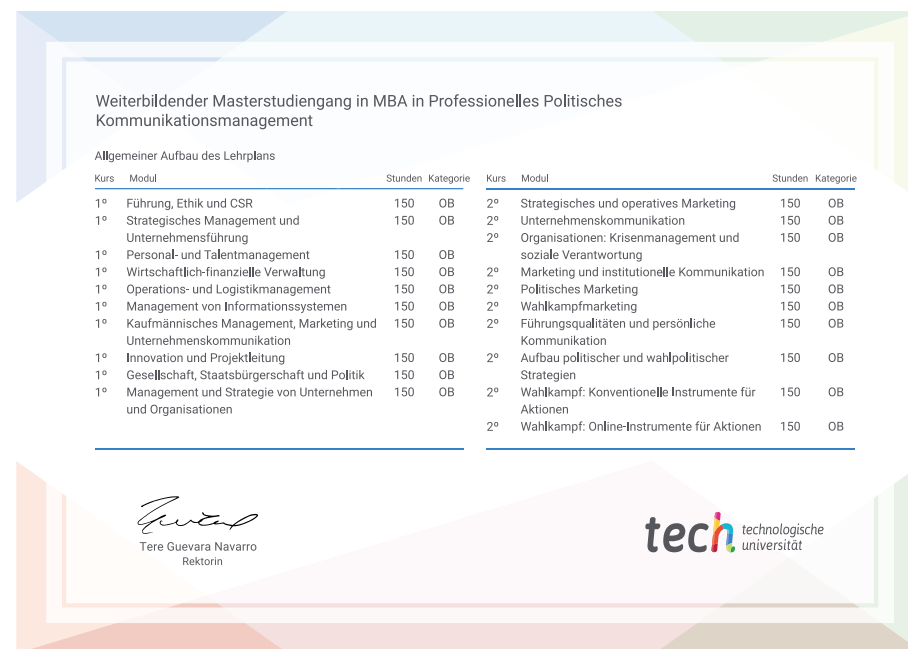 Weiterbildender Masterstudiengang in MBA in Professionelles Politisches
Kommunikationsmanagement
Allgemeiner Aufbau des Lehrplans
Kurs Modul Stunden Kategorie
1º Führung, Ethik und CSR 150 OB
1º Strategisches Management und 150 OB
Unternehmensführung
1º Personal- und Talentmanagement 150 OB
1º Wirtschaftlich-finanzielle Verwaltung 150 OB
1º Operations- und Logistikmanagement 150 OB
1º Management von Informationssystemen 150 OB
1º Kaufmännisches Management, Marketing und 150 OB
Unternehmenskommunikation
1º Innovation und Projektleitung 150 OB
1º Gesellschaft, Staatsbürgerschaft und Politik 150 OB
1º Management und Strategie von Unternehmen 150 OB
und Organisationen
Kurs Modul Stunden Kategorie
2º Strategisches und operatives Marketing 150 OB
2º Unternehmenskommunikation 150 OB
2º Organisationen: Krisenmanagement und 150 OB
soziale Verantwortung
2º Marketing und institutionelle Kommunikation 150 OB
2º Politisches Marketing 150 OB
2º Wahlkampfmarketing 150 OB
2º Führungsqualitäten und persönliche 150 OB
Kommunikation
2º Aufbau politischer und wahlpolitischer 150 OB
Strategien
2º Wahlkampf: Konventionelle Instrumente für 150 OB
Aktionen
2º Wahlkampf: Online-Instrumente für Aktionen 150 OB
Tere Guevara Navarro
Rektorin
tech technologische
universität